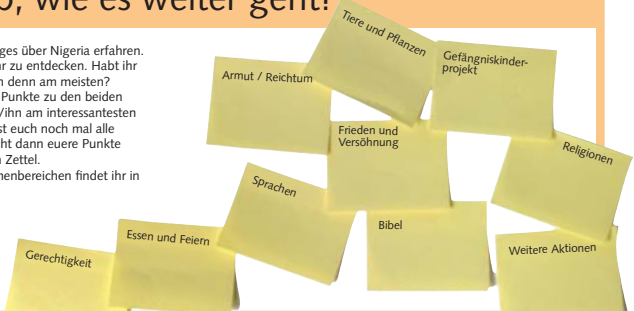 , wie es weiter geht!
ges über Nigeria erfahren.
r zu entdecken. Habt ihr
denn am meisten?
Punkte zu den beiden
/ihn am interessantesten
st euch noch mal alle
ht dann euere Punkte
Zettel.
nenbereichen findet ihr in
Tiere und Pflanzen
Gefängniskinder-
projekt
Armut / Reichtum
Frieden und
Versöhnung
Religionen
Sprachen
Bibel
Essen und Feiern
Weitere Aktionen
Gerechtigkeit